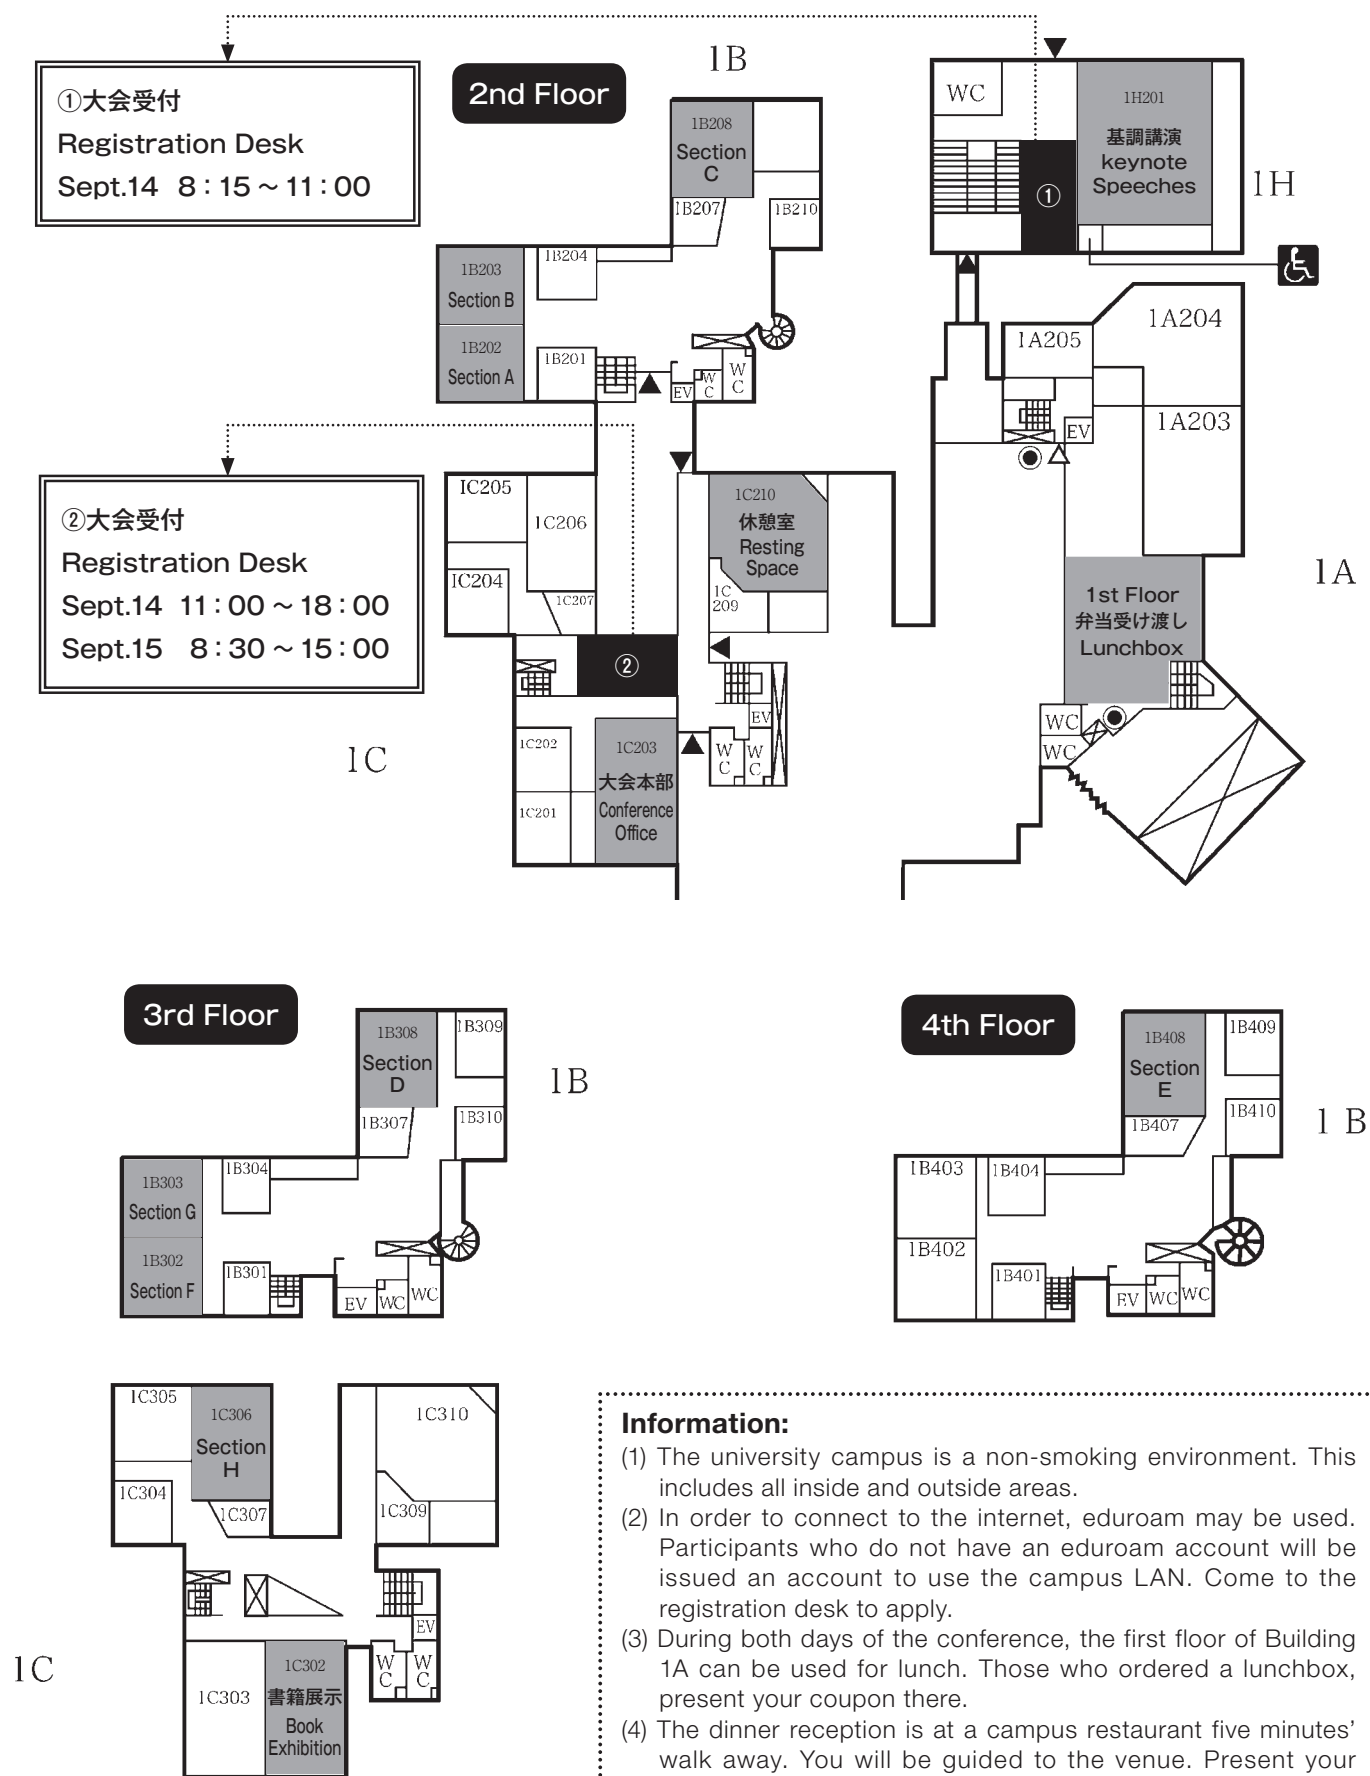 ①大会受付
Registration Desk
Sept.14 8：15～11：00
2nd Floor
1B
1B208
Section
C
1B207
1B210
1B203
Section B
1B204
1B202
Section A
1B201
EV
WC
WC
WC
1H201
基調講演
keynote
Speeches
①
1H
1A204
1A205
1A203
EV
②大会受付
Registration Desk
Sept.14 11：00～18：00
Sept.15 8：30～15：00
IC205
1C206
IC204
1C207
②
1C210
休憩室
Resting
Space
1C
209
1st Floor
弁当受け渡し
Lunchbox
1A
WC
WC
1C
1C202
1C201
1C203
大会本部
Conference
Office
EV
WC
WC
3rd Floor
1B308
Section
D
1B309
1B
1B307
1B310
1B303
Section G
1B304
1B302
Section F
1B301
EV
WC
WC
4th Floor
1B408
Section
E
1B409
1 B
1B407
1B410
1B403
1B404
1B402
1B401
EV
WC
WC
1C305
1C306
Section
H
1C310
1C304
1C307
1C309
EV
WC
WC
1C
1C303
1C302
書籍展示
Book
Exhibition
Information:
(1) The university campus is a non-smoking environment. This
includes all inside and outside areas.
(2) In order to connect to the internet, eduroam may be used.
Participants who do not have an eduroam account will be
issued an account to use the campus LAN. Come to the
registration desk to apply.
(3) During both days of the conference, the first floor of Building
1A can be used for lunch. Those who ordered a lunchbox,
present your coupon there.
(4) The dinner reception is at a campus restaurant five minutes’
walk away. You will be guided to the venue. Present your